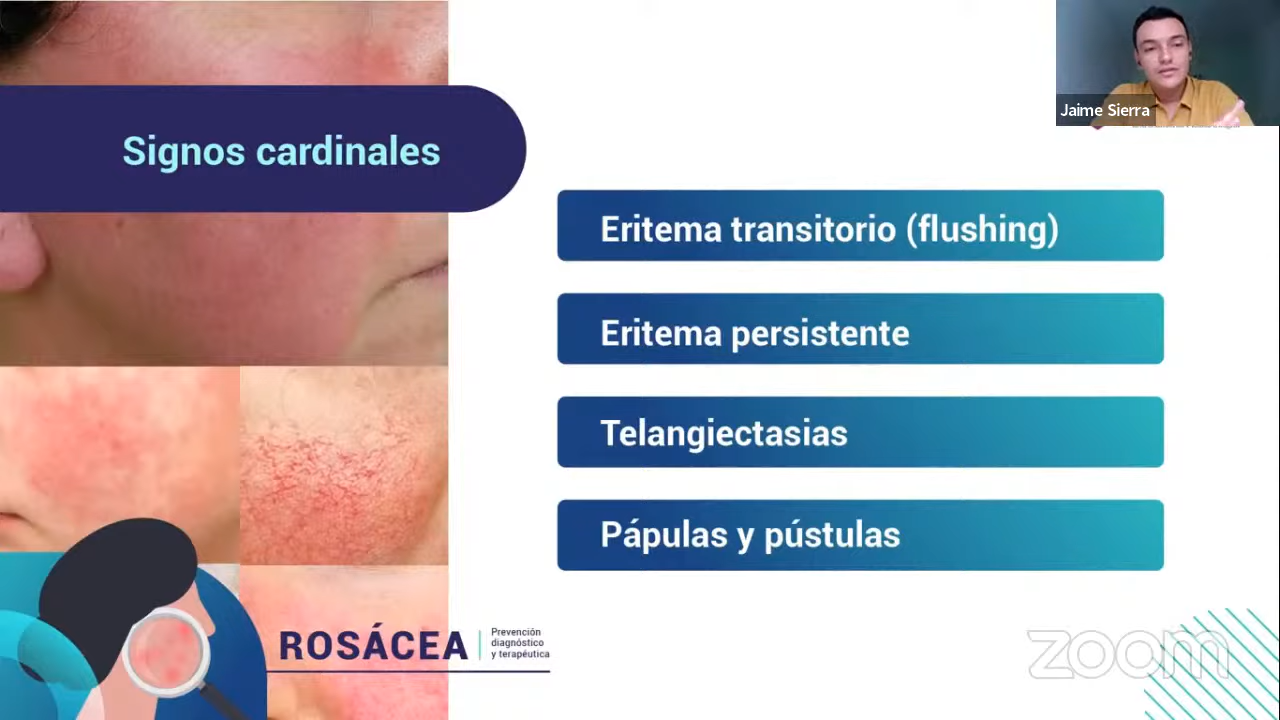 Jaime Sierra
Signos cardinales
Eritema transitorio (flushing)
Eritema persistente
Telangiectasias
Pápulas y pústulas
ROSÁCEA
Prevención
diagnóstico
y terapéutica
zoom